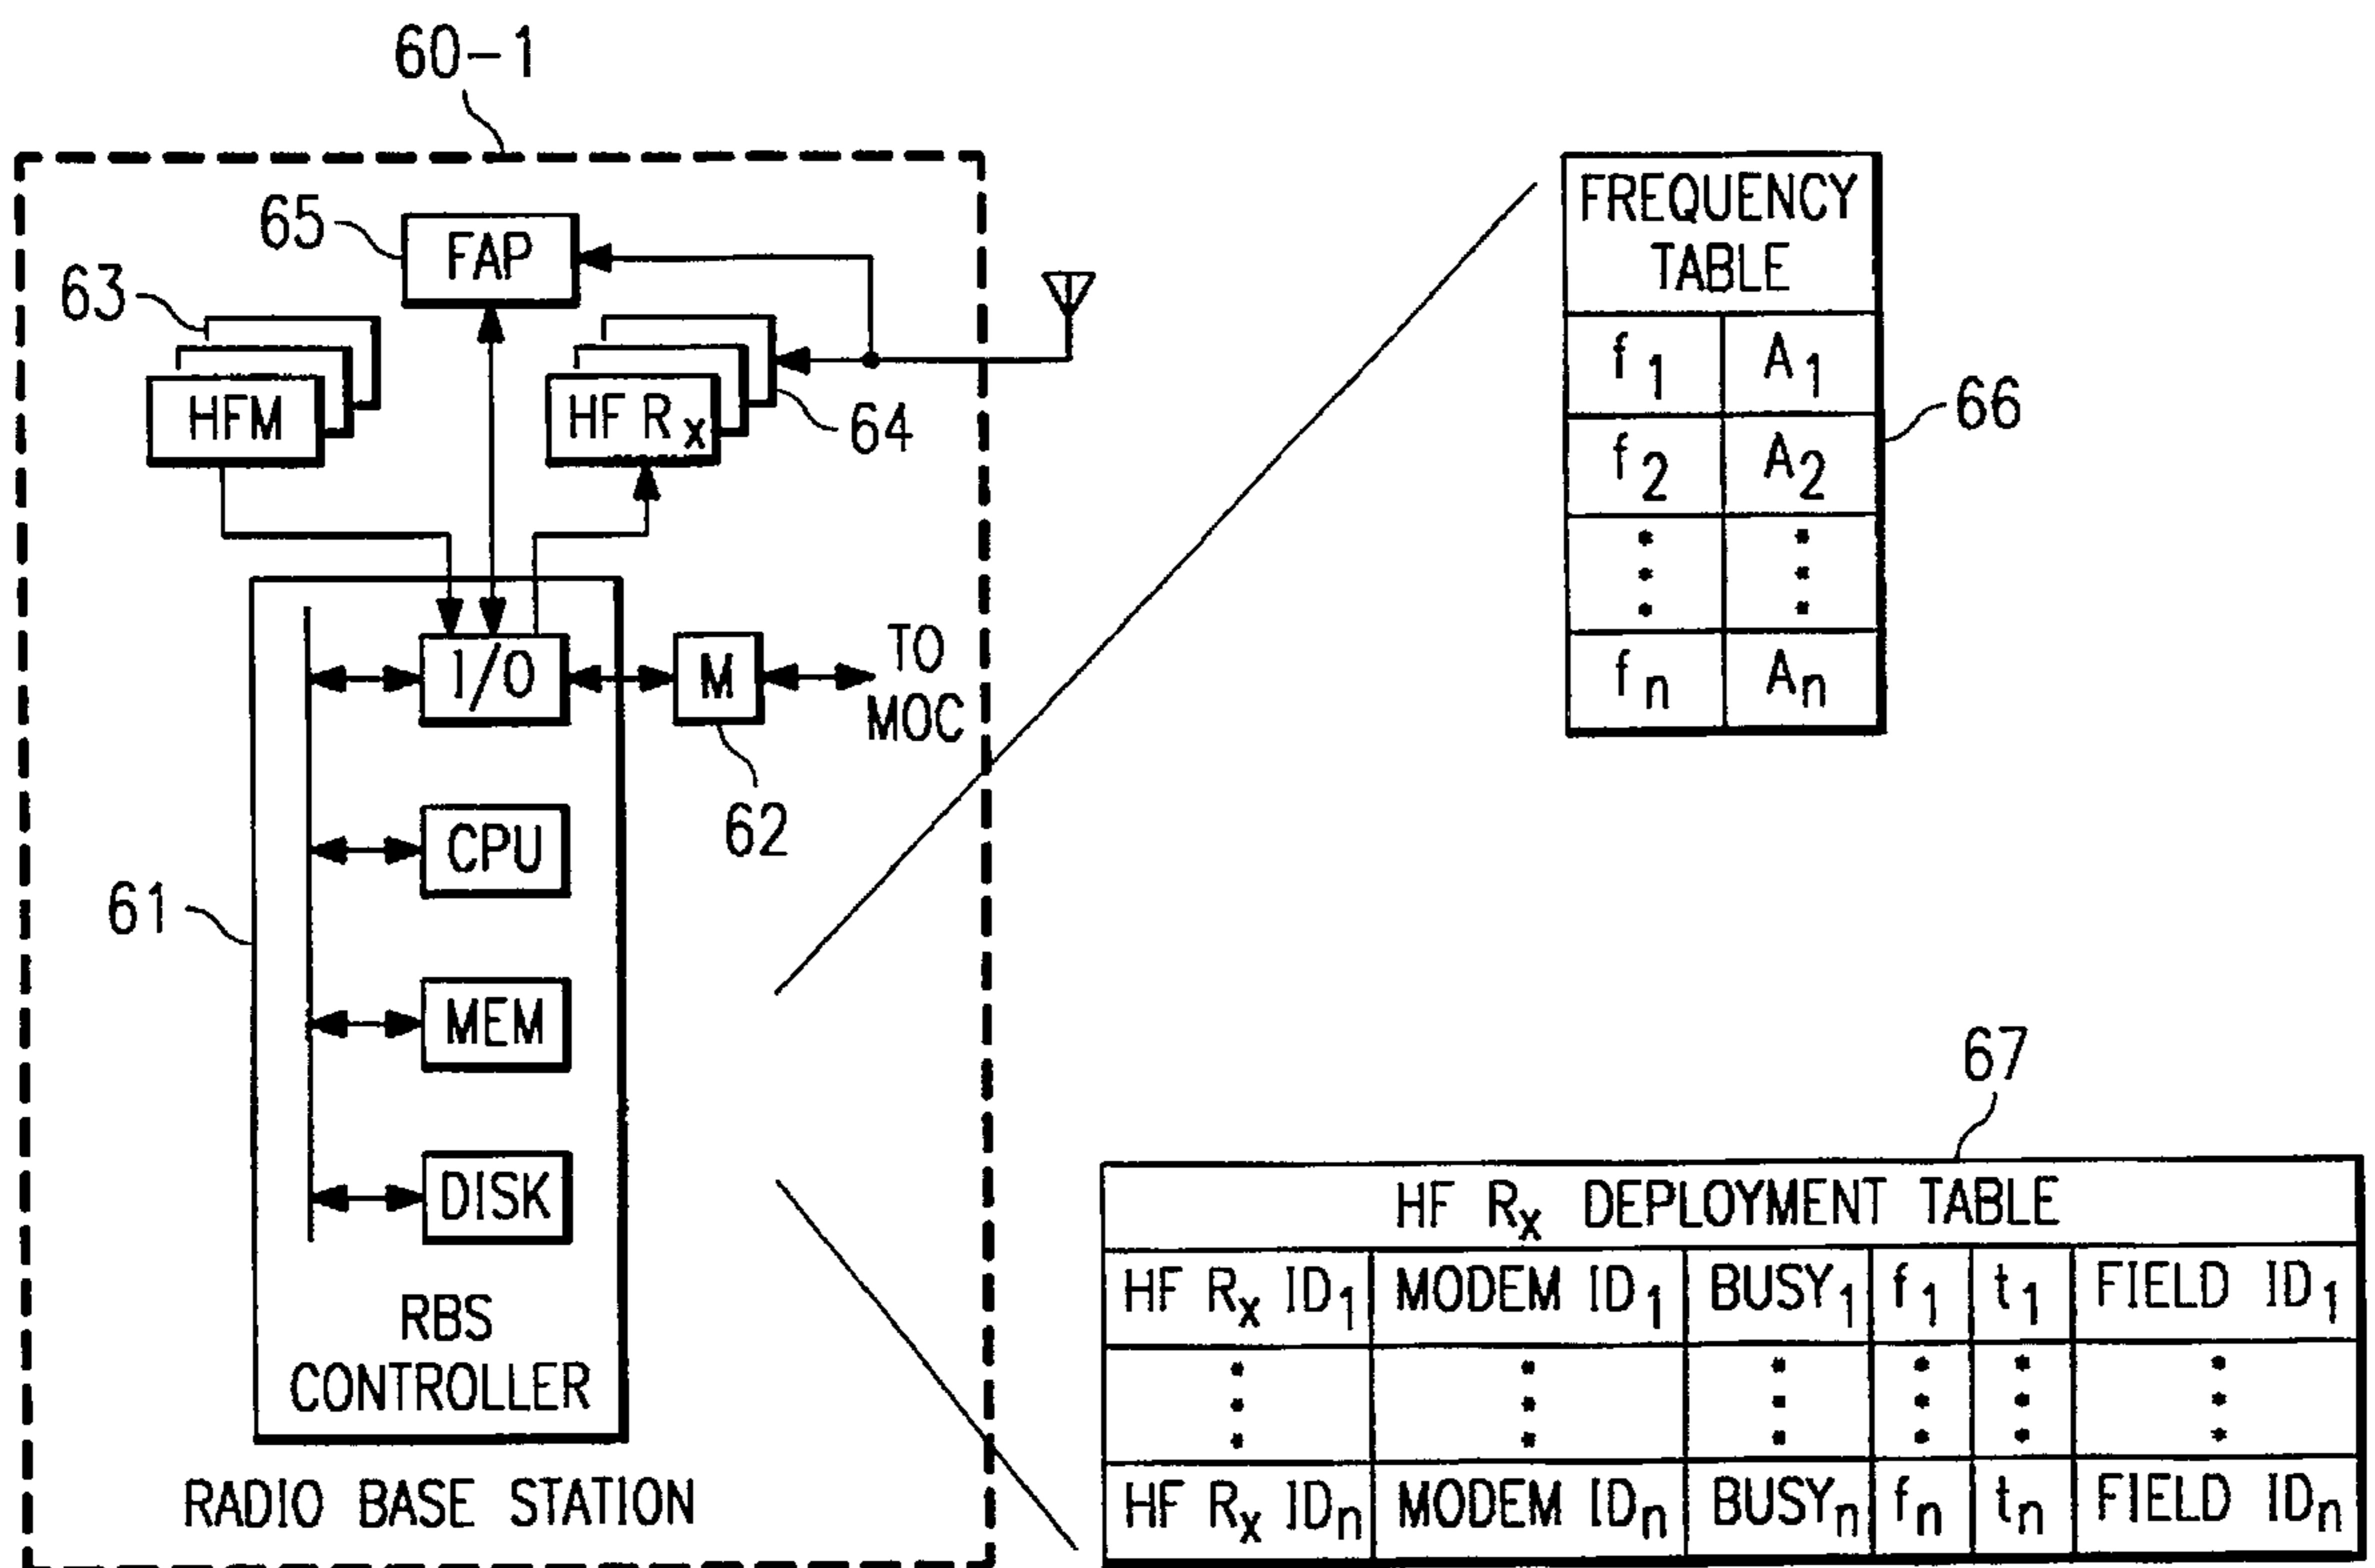 60-1
65
FAP
63
HFM
HF Rx
64
I/O
M
TO
MOC
62
CPU
61
MEM
DISK
RBS
CONTROLLER
RADIO BASE STATION
FREQUENCY
TABLE
f1 A1
f2 A2
fn An
66
67
HF Rx DEPLOYMENT TABLE
HF Rx ID1 MODEM ID1 BUSY1 f1 t1 FIELD ID1
HF Rx IDn MODEM IDn BUSYn fn tn FIELD IDn